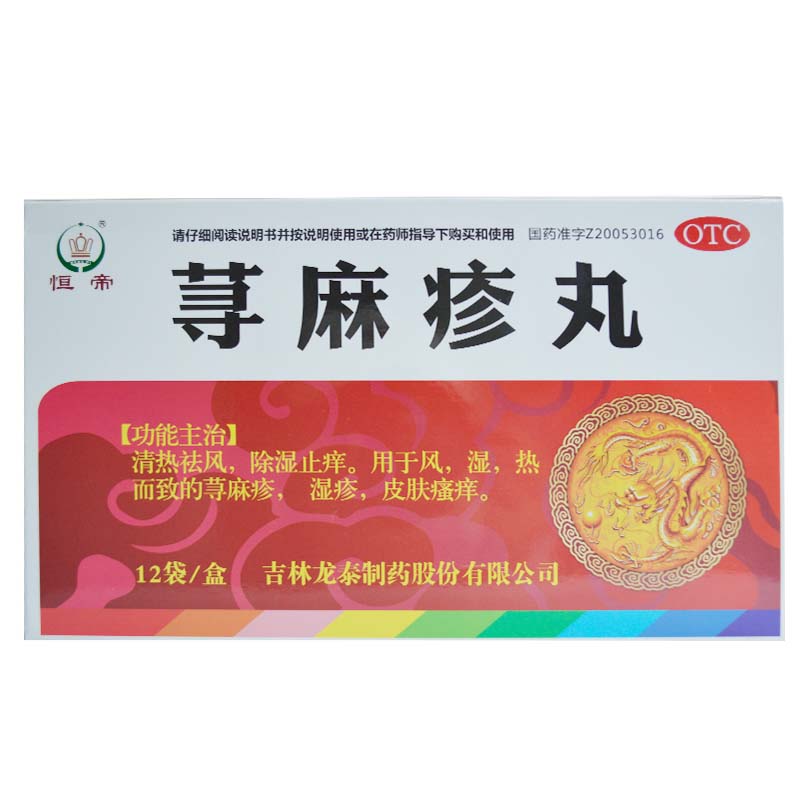 ®
恒帝
请仔细阅读说明书并按说明使用或在药师指导下购买和使用 国药准字Z20053016 OTC
荨麻疹丸
【功能主治】
清热祛风，除湿止痒。用于风，湿，热
而致的荨麻疹， 湿疹，皮肤瘙痒。
12袋/盒 吉林龙泰制药股份有限公司